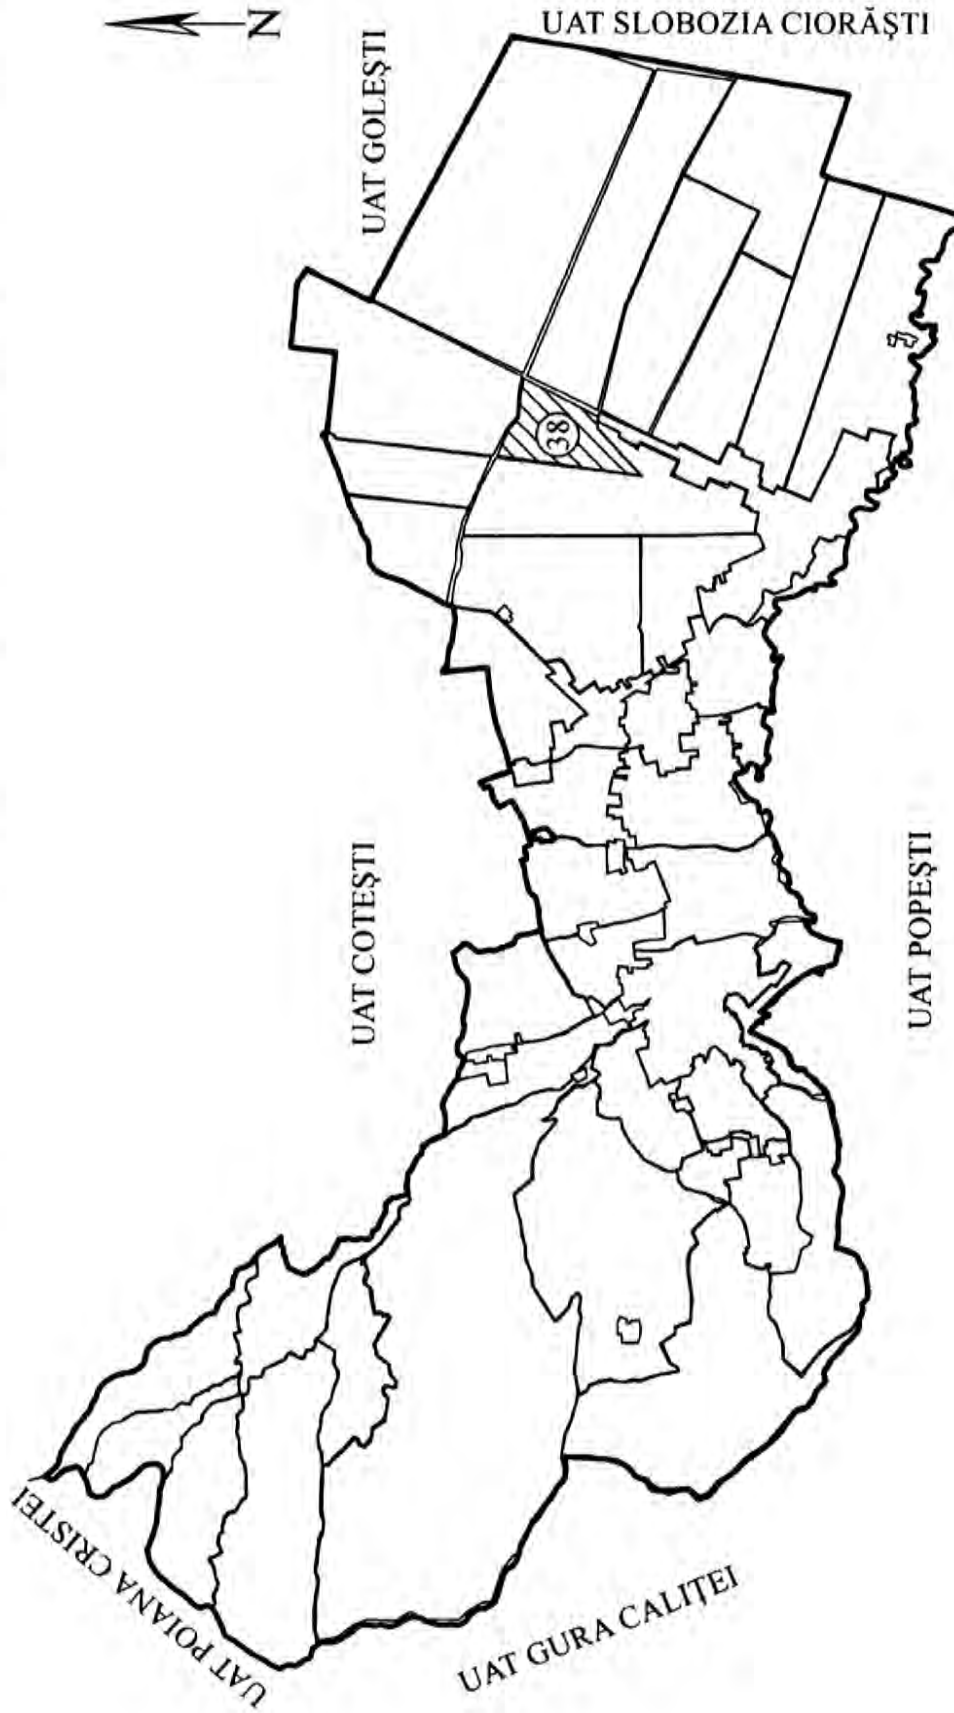 N
UAT SLOBOZIA CIORĂȘTI
UAT GOLEȘTI
38
UAT COTEȘTI
UAT POPEȘTI
UAT POIANA CRISTEI
UAT GURA CALIȚEI